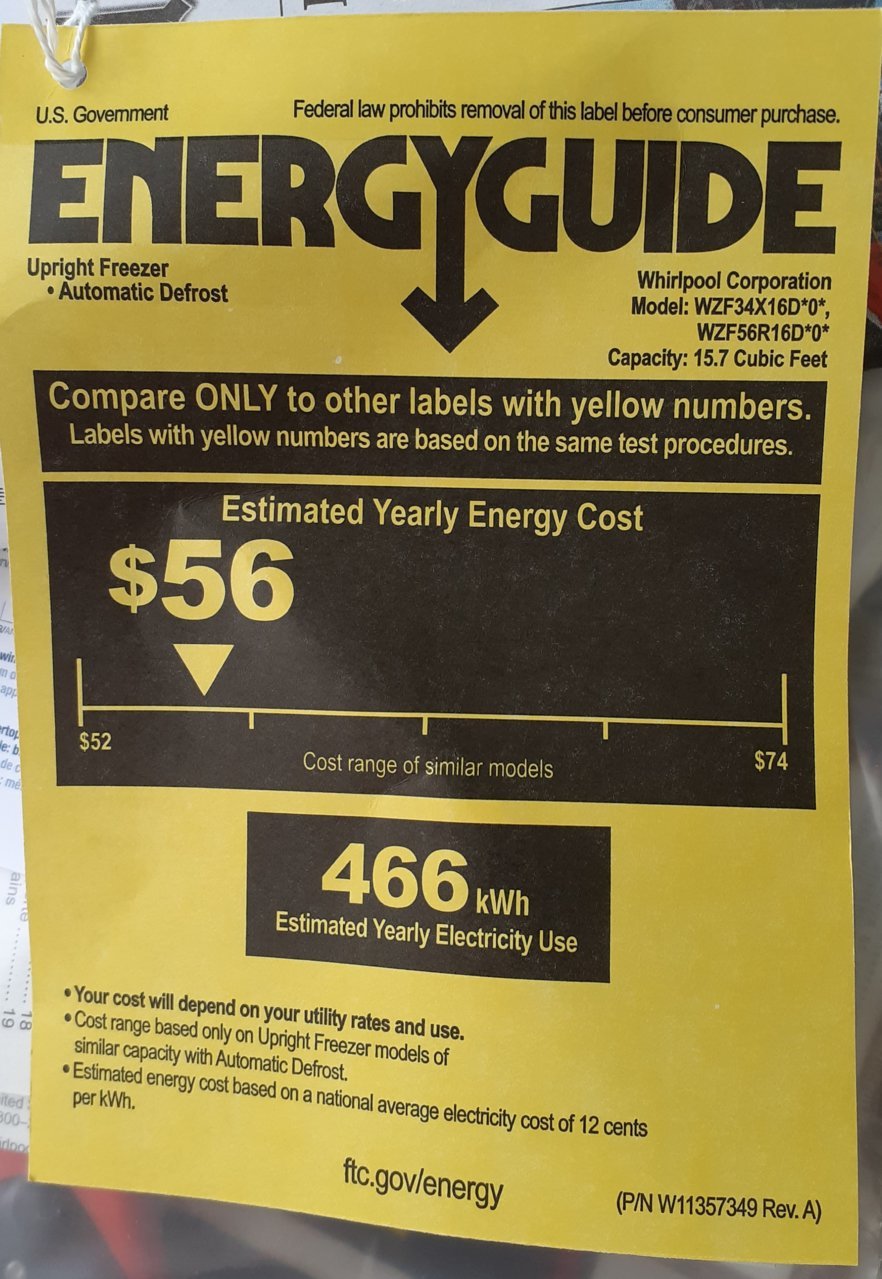 U.S. Government
Federal law prohibits removal of this label before consumer purchase.
ENERGYGUIDE
Upright Freezer
• Automatic Defrost
Whirlpool Corporation
Model: WZF34X16D*0*,
WZF56R16D*0*
Capacity: 15.7 Cubic Feet
Compare ONLY to other labels with yellow numbers.
Labels with yellow numbers are based on the same test procedures.
Estimated Yearly Energy Cost
$56
$52
$74
Cost range of similar models
466 kWh
Estimated Yearly Electricity Use
• Your cost will depend on your utility rates and use.
• Cost range based only on Upright Freezer models of
similar capacity with Automatic Defrost.
• Estimated energy cost based on a national average electricity cost of 12 cents
per kWh.
ftc.gov/energy
(P/N W11357349 Rev. A)
18
19